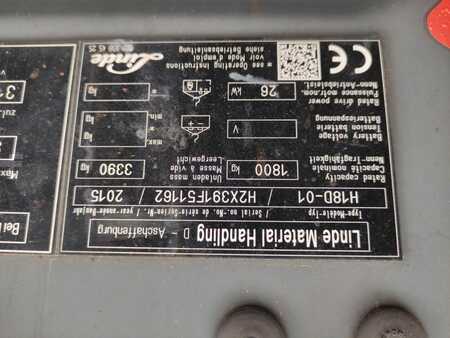 Linde Material Handling
D - Aschaffenburg
Type-Modèle-Typ / Serial no.-No de série-Serien-Nr. / year-année-Baujahr
H18D-01 / H2X391F51162 / 2015
Rated capacity
Capacité nominale
Nenn-Tragfähigkeit
1800 kg
Unladen mass
Masse à vide
Leergewicht
3390 kg
Battery voltage
Tension batterie
Batteriespannung
V
max. kg
min. kg
Rated drive power
Puissance motr.nom.
Nenn-Antriebsleist.
26 kW
* see Operating instructions
voir Mode d'emploi
siehe Betriebsanleitung
Linde
CE